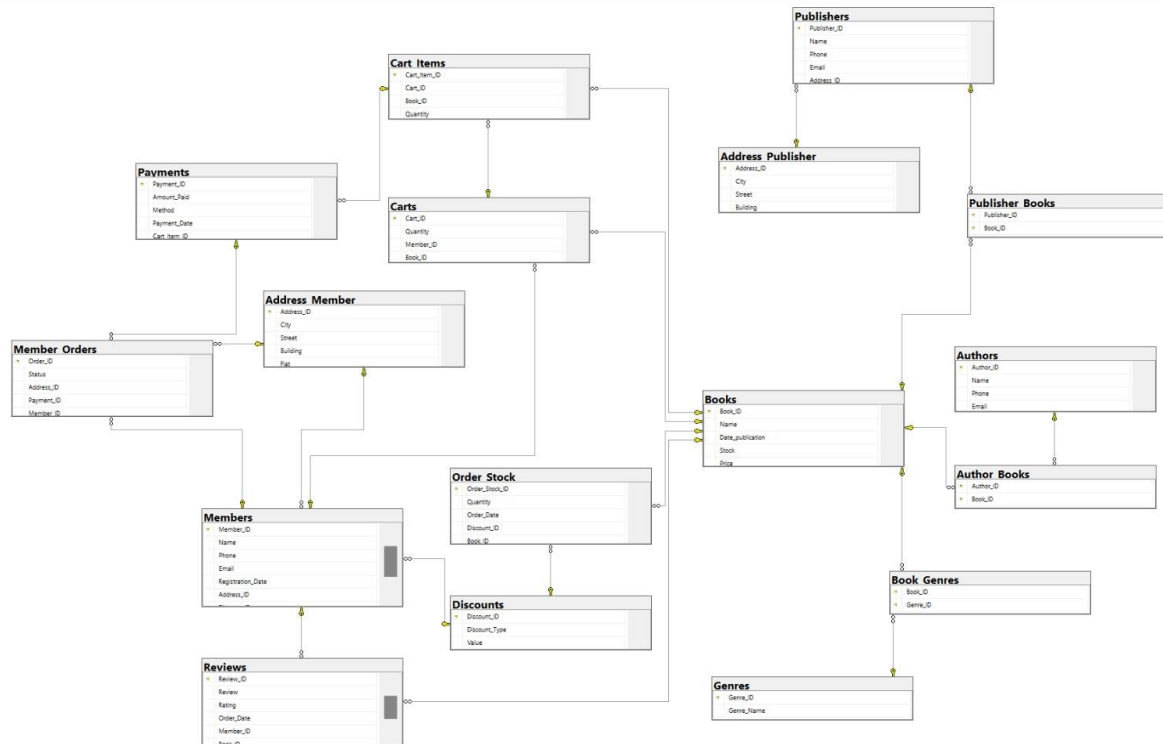 Publishers
Publisher_ID
Name
Phone
Email
Address_ID
Cart_Items
Cart_Item_ID
Cart_ID
Book_ID
Quantity
Address_Publisher
Address_ID
City
Street
Building
Payments
Payment_ID
Amount_Paid
Method
Payment_Date
Cart_Item_ID
Carts
Cart_ID
Quantity
Member_ID
Book_ID
Publisher_Books
Publisher_ID
Book_ID
Address_Member
Address_ID
City
Street
Building
Flat
Member_Orders
Order_ID
Status
Address_ID
Payment_ID
Member_ID
Authors
Author_ID
Name
Phone
Email
Books
Book_ID
Name
Date_publication
Stock
Price
Author_Books
Author_ID
Book_ID
Order_Stock
Order_Stock_ID
Quantity
Order_Date
Discount_ID
Book_ID
Members
Member_ID
Name
Phone
Email
Registration_Date
Address_ID
Book_Genres
Book_ID
Genre_ID
Discounts
Discount_ID
Discount_Type
Value
Reviews
Review_ID
Review
Rating
Order_Date
Member_ID
Book_ID
Genres
Genre_ID
Genre_Name